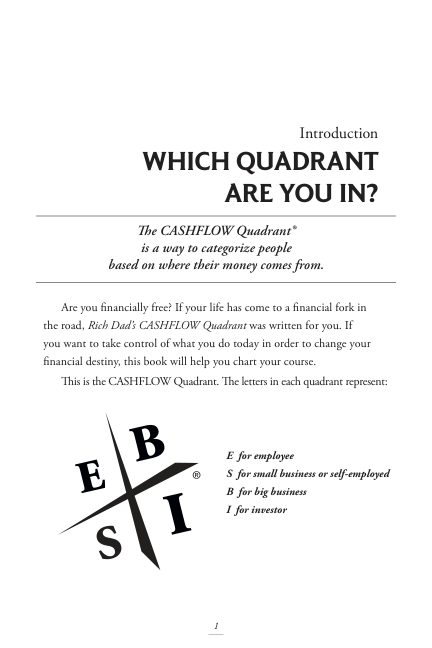 Introduction
WHICH QUADRANT
ARE YOU IN?
The CASHFLOW Quadrant®
is a way to categorize people
based on where their money comes from.
Are you financially free? If your life has come to a financial fork in
the road, Rich Dad's CASHFLOW Quadrant was written for you. If
you want to take control of what you do today in order to change your
financial destiny, this book will help you chart your course.
This is the CASHFLOW Quadrant. The letters in each quadrant represent:
E B
S I ®
E for employee
S for small business or self-employed
B for big business
I for investor
1